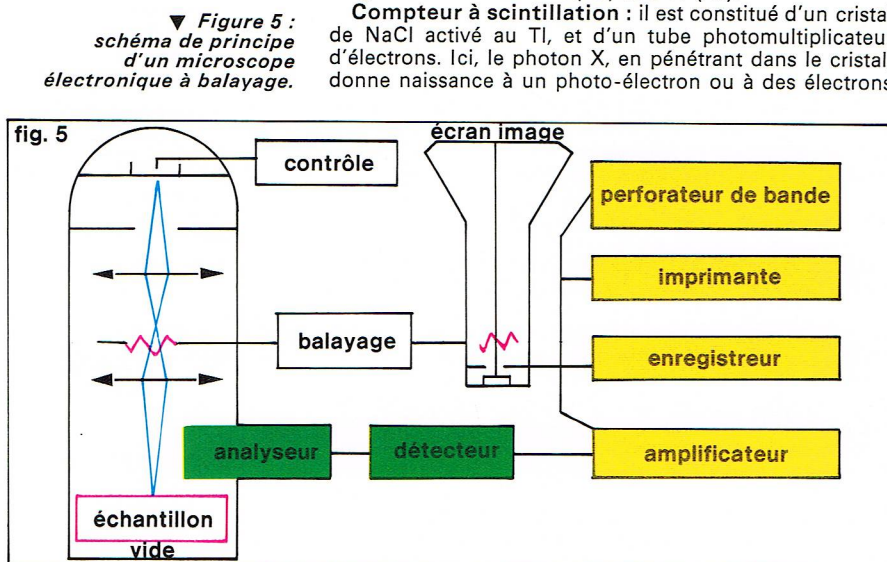 ▼ Figure 5 :
schéma de principe
d'un microscope
électronique à balayage.
Compteur à scintillation : il est constitué d'un crista
de NaCl activé au Tl, et d'un tube photomultiplicateu
d'électrons. Ici, le photon X, en pénétrant dans le cristal
donne naissance à un photo-électron ou à des électrons
fig. 5
écran image
contrôle
perforateur de bande
imprimante
balayage
enregistreur
analyseur
détecteur
amplificateur
échantillon
vide